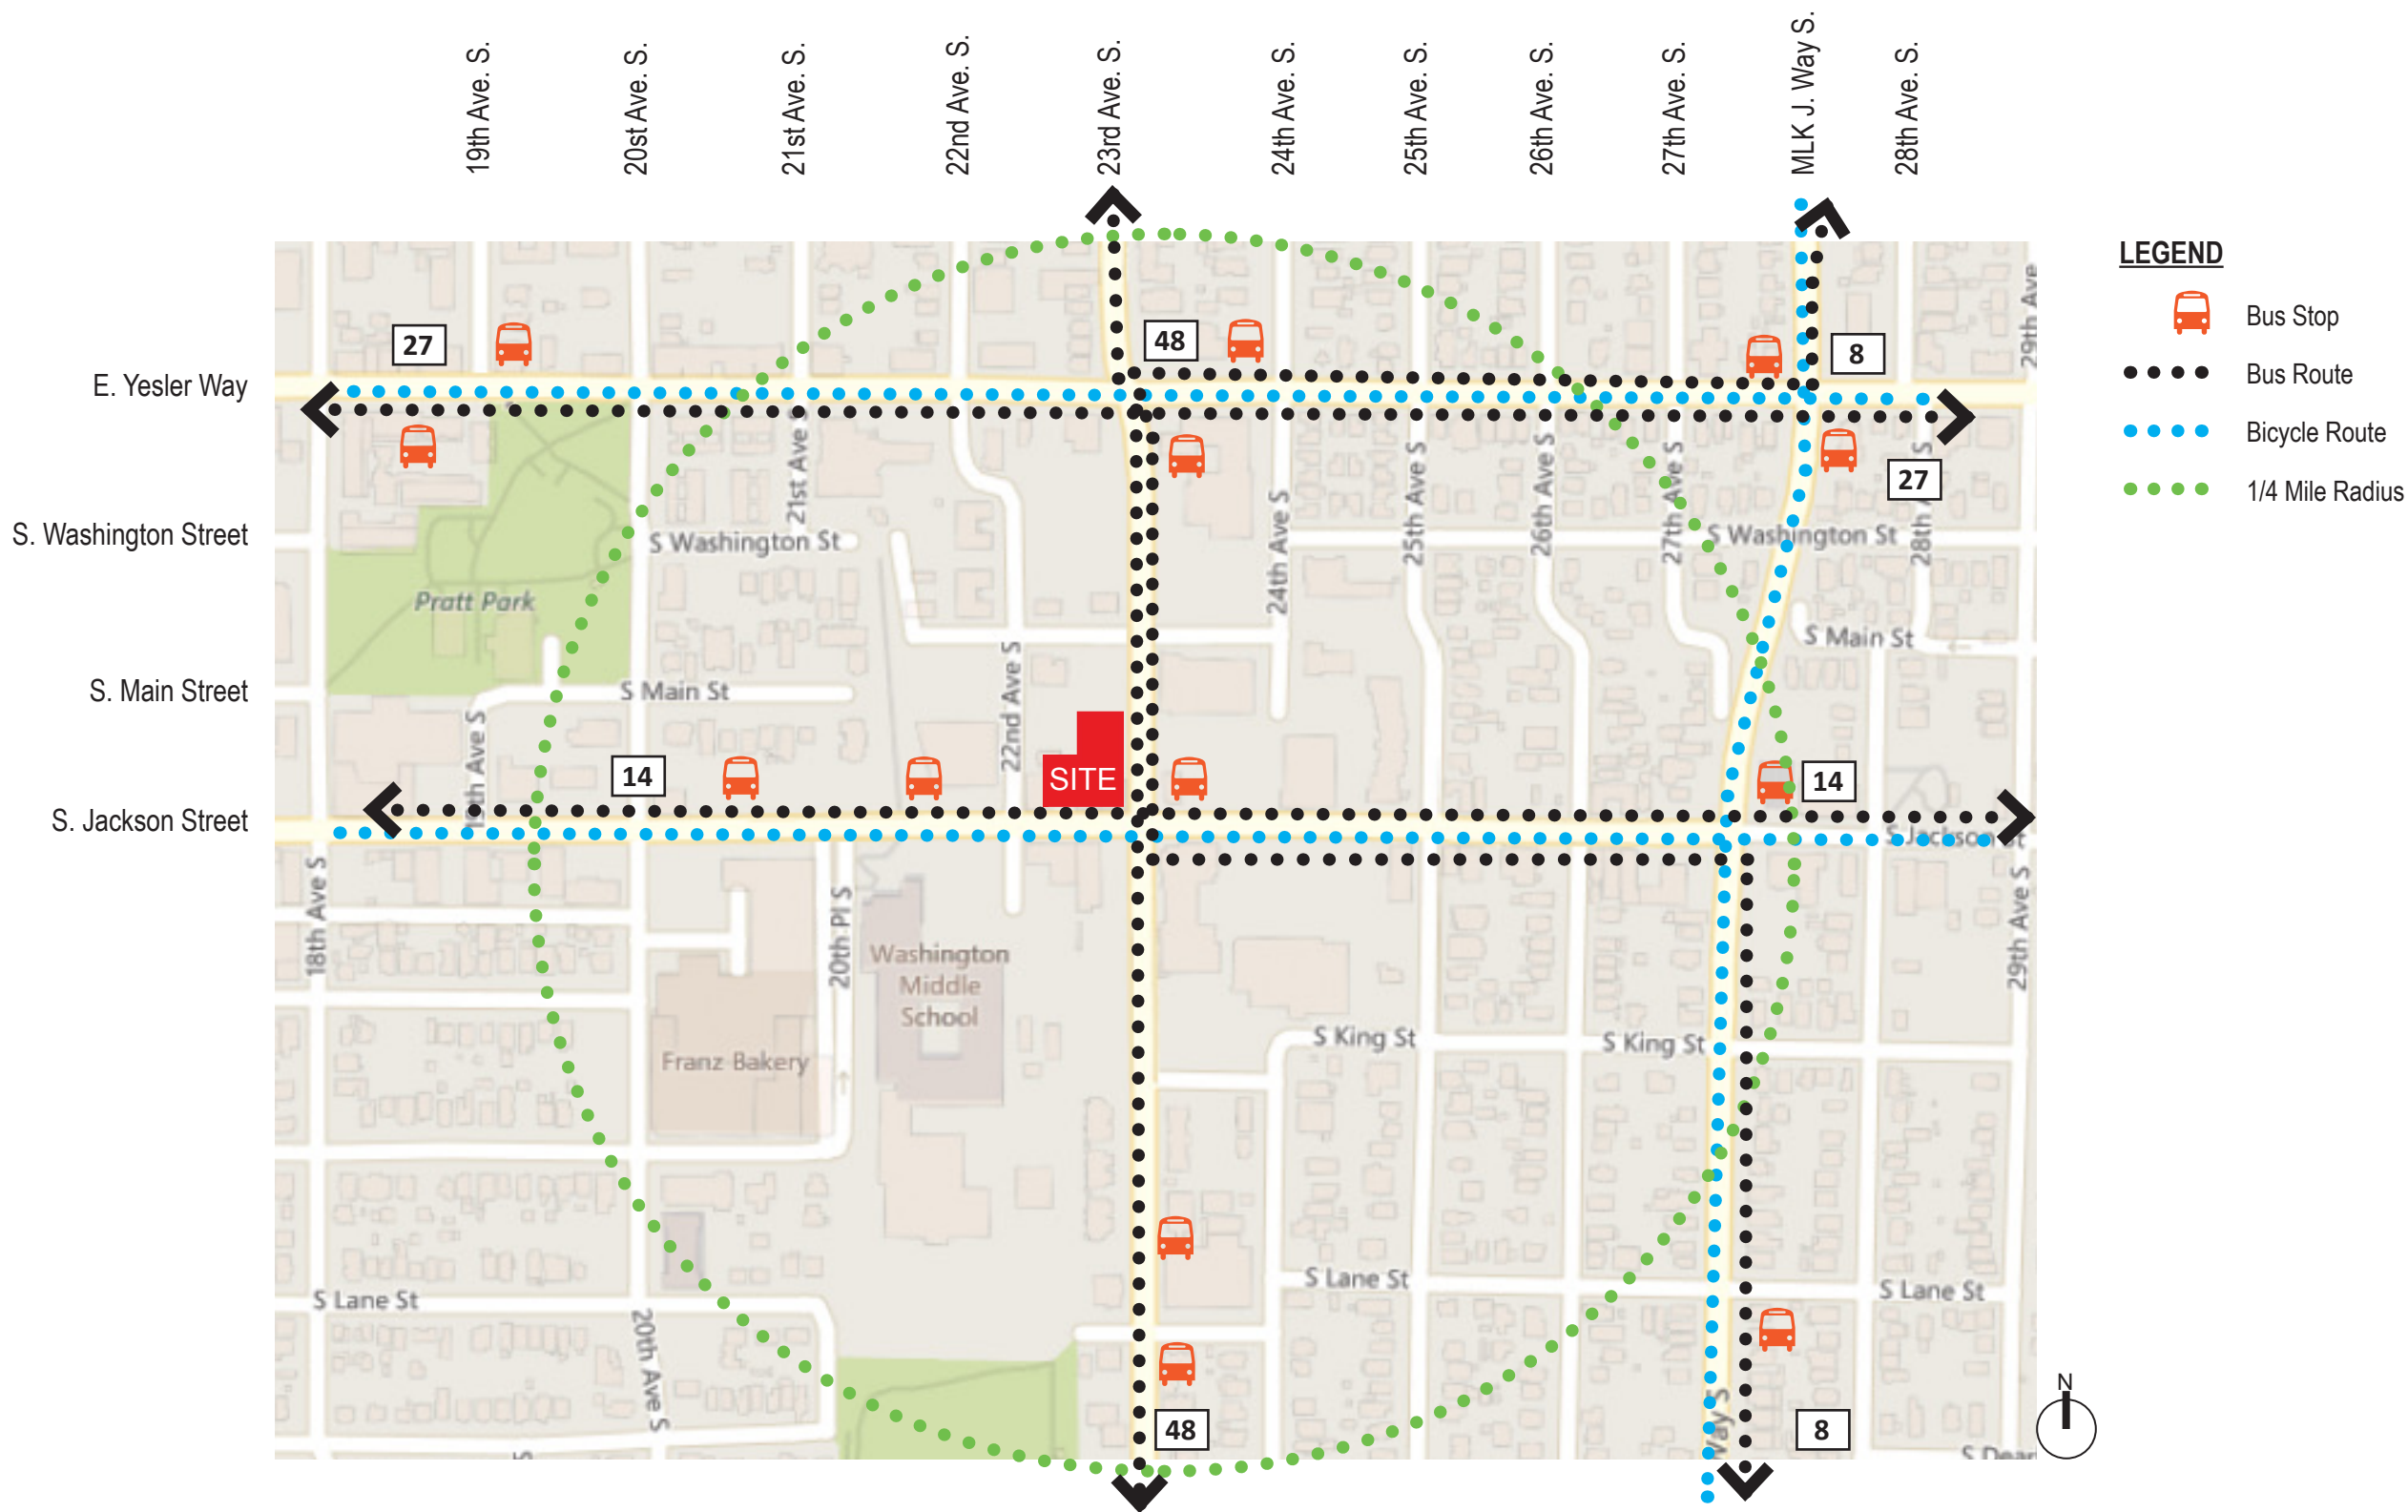 19th Ave. S.
20st Ave. S.
21st Ave. S.
22nd Ave. S.
23rd Ave. S.
24th Ave. S.
25th Ave. S.
26th Ave. S.
27th Ave. S.
MLK J. Way S.
28th Ave. S.
LEGEND
Bus Stop
Bus Route
Bicycle Route
1/4 Mile Radius
E. Yesler Way
S. Washington Street
S. Main Street
S. Jackson Street
27
48
8
29th Ave
27
21st Ave S
24th Ave S
25th Ave S
26th Ave S
27th Ave S
28th A S
S Washington St
S Washington St
Pratt Park
S Main St
S Main St
19th Ave S
22nd Ave S
14
SITE
14
S Jackson St
18th Ave S
20th Pl S
29th Ave S
Washington
Middle
School
Franz Bakery
S King St
S King St
S Lane St
S Lane St
S Lane St
20th Ave S
Way S
48
8
N
S Dear
S